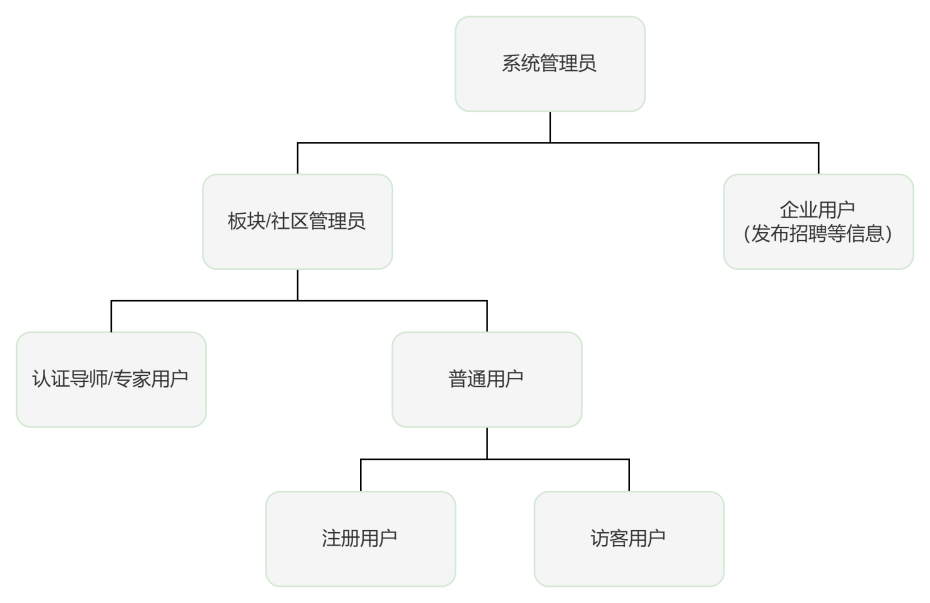 系统管理员
板块/社区管理员
企业用户
(发布招聘等信息)
认证导师/专家用户
普通用户
注册用户
访客用户